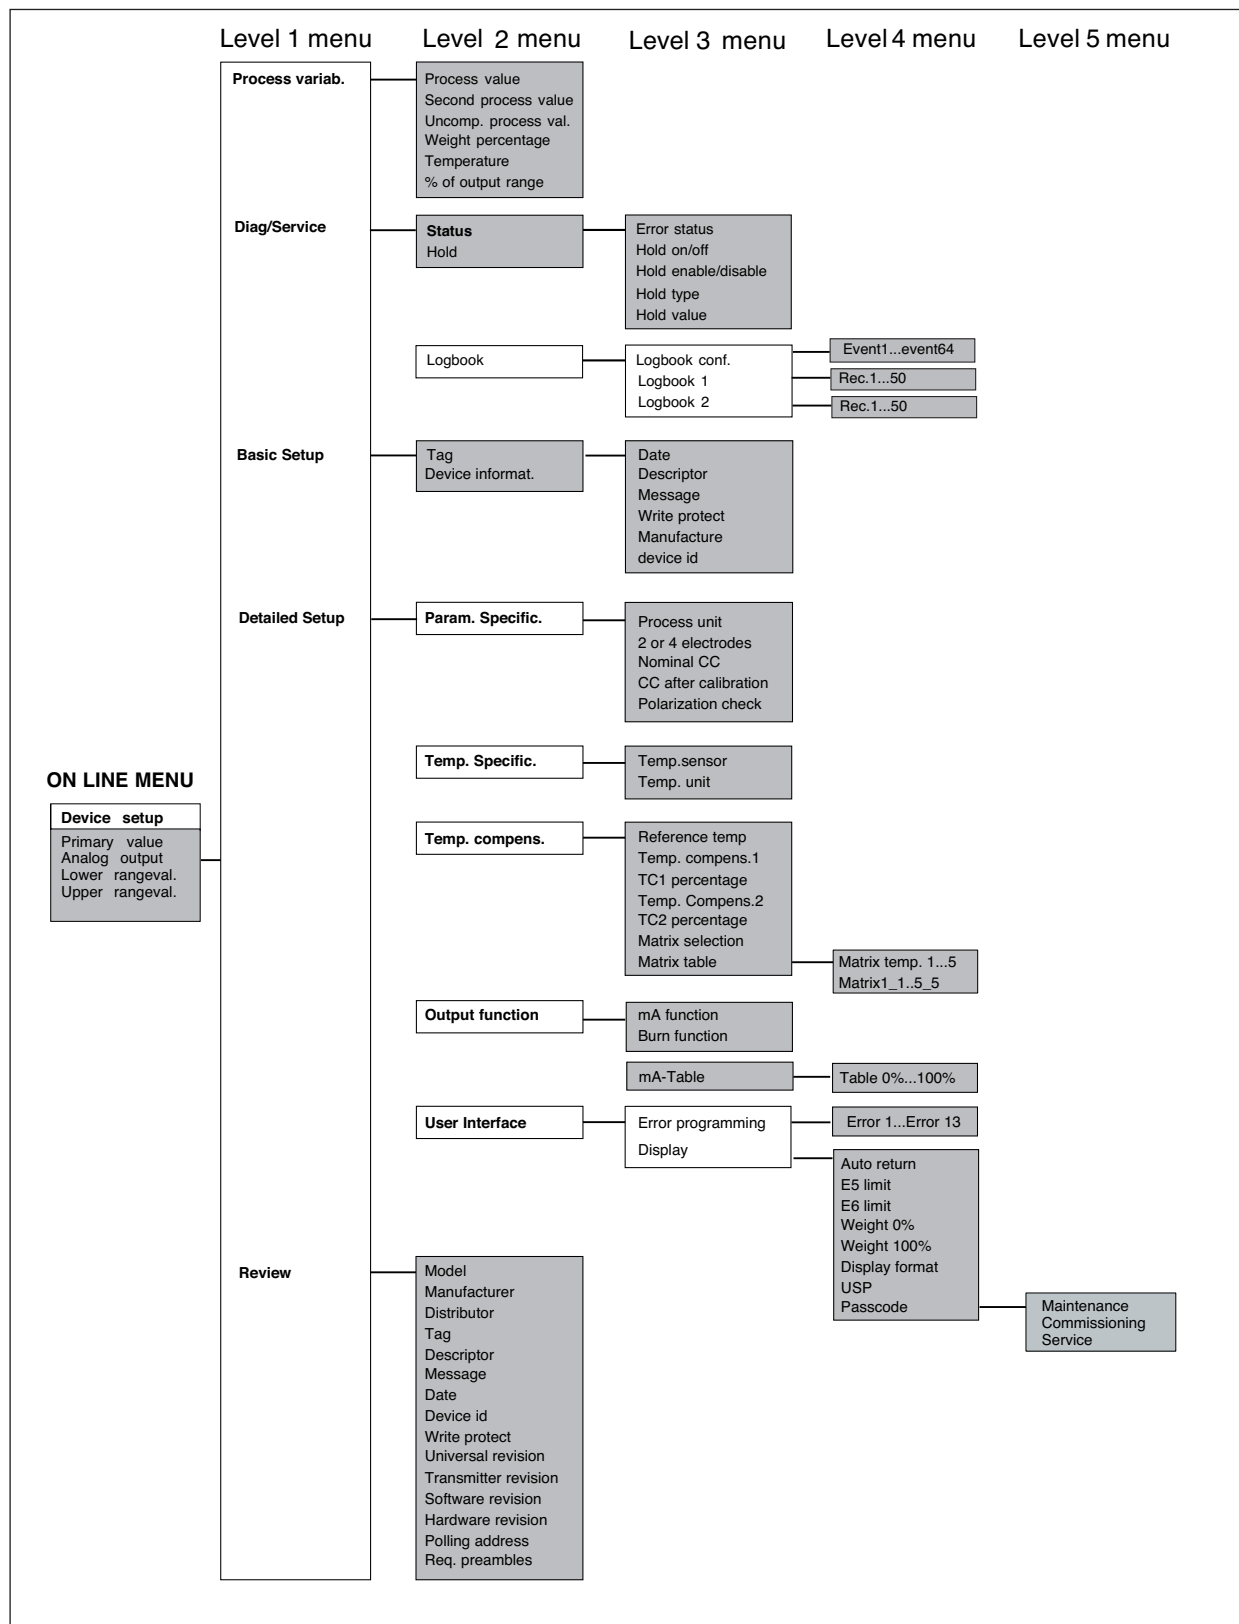 Level 1 menu
Level 2 menu
Level 3 menu
Level 4 menu
Level 5 menu
ON LINE MENU
Device setup
Primary value
Analog output
Lower rangeval.
Upper rangeval.
Process variab.
Process value
Second process value
Uncomp. process val.
Weight percentage
Temperature
% of output range
Diag/Service
Status
Hold
Error status
Hold on/off
Hold enable/disable
Hold type
Hold value
Logbook
Logbook conf.
Logbook 1
Logbook 2
Event1...event64
Rec.1...50
Rec.1...50
Basic Setup
Tag
Device informat.
Date
Descriptor
Message
Write protect
Manufacture
device id
Detailed Setup
Param. Specific.
Process unit
2 or 4 electrodes
Nominal CC
CC after calibration
Polarization check
Temp. Specific.
Temp.sensor
Temp. unit
Temp. compens.
Reference temp
Temp. compens.1
TC1 percentage
Temp. Compens.2
TC2 percentage
Matrix selection
Matrix table
Matrix temp. 1...5
Matrix1_1..5_5
Output function
mA function
Burn function
mA-Table
Table 0%...100%
User Interface
Error programming
Display
Error 1...Error 13
Auto return
E5 limit
E6 limit
Weight 0%
Weight 100%
Display format
USP
Passcode
Maintenance
Commissioning
Service
Review
Model
Manufacturer
Distributor
Tag
Descriptor
Message
Date
Device id
Write protect
Universal revision
Transmitter revision
Software revision
Hardware revision
Polling address
Req. preambles